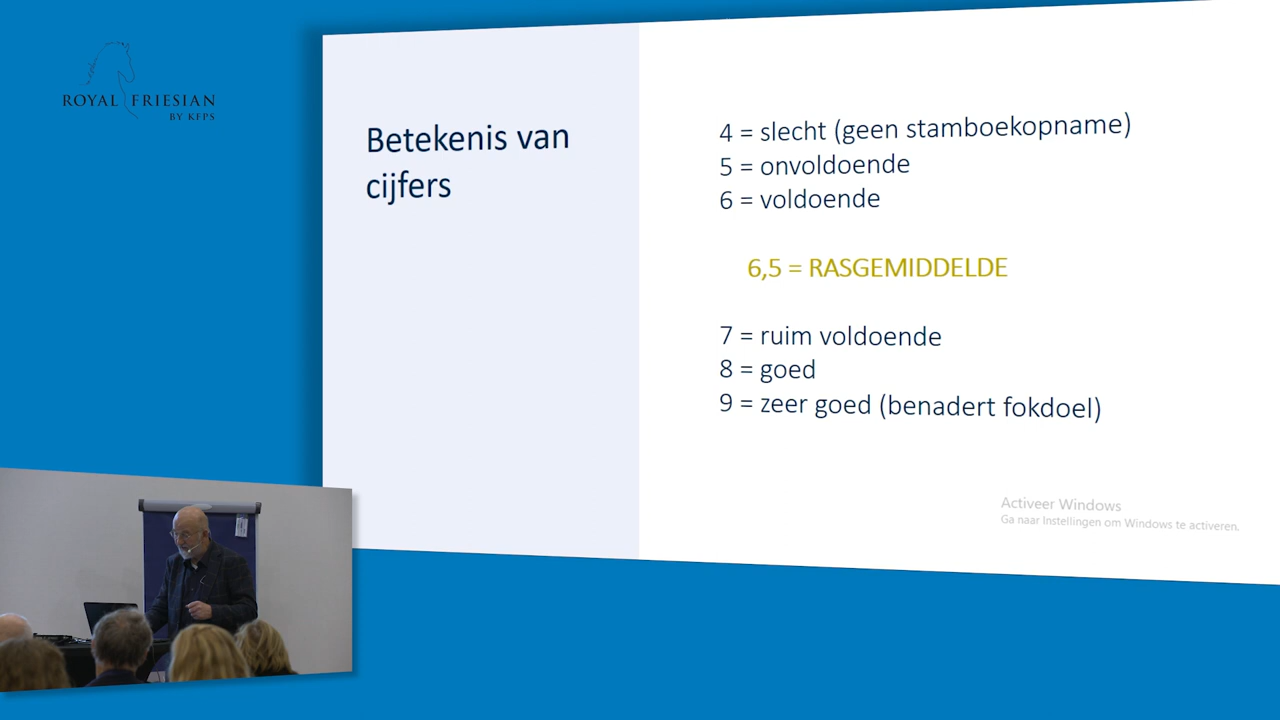 ROYAL FRIESIAN
BY KFPS
Betekenis van
cijfers
4 = slecht (geen stamboekopname)
5 = onvoldoende
6 = voldoende
6,5 = RASGEMIDDELDE
7 = ruim voldoende
8 = goed
9 = zeer goed (benadert fokdoel)
Activeer Windows
Ga naar Instellingen om Windows te activeren.